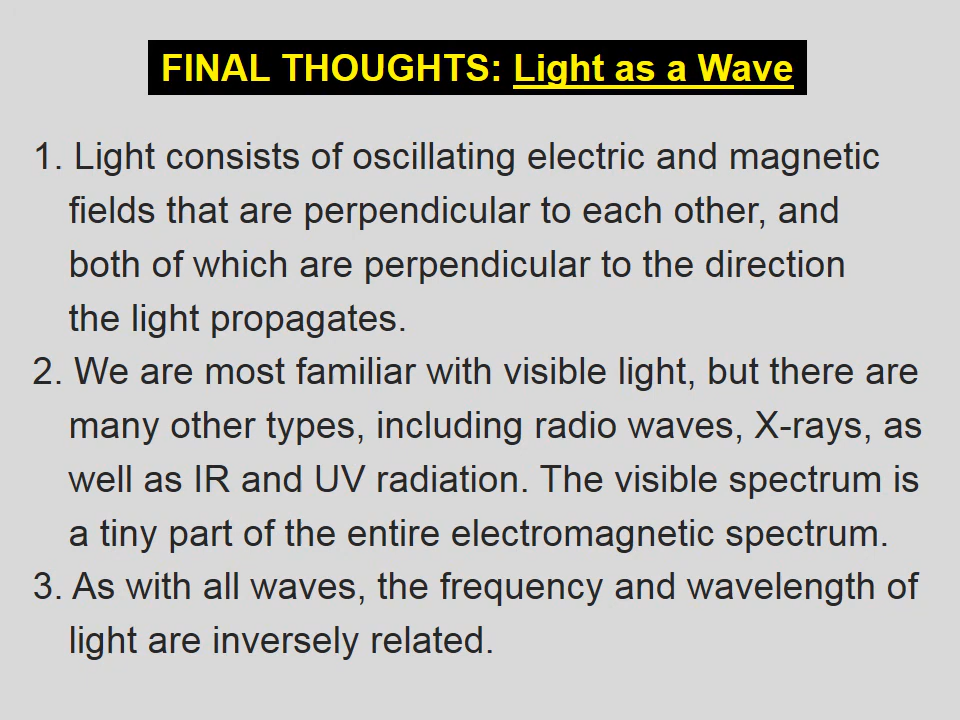 FINAL THOUGHTS: Light as a Wave
1. Light consists of oscillating electric and magnetic
fields that are perpendicular to each other, and
both of which are perpendicular to the direction
the light propagates.
2. We are most familiar with visible light, but there are
many other types, including radio waves, X-rays, as
well as IR and UV radiation. The visible spectrum is
a tiny part of the entire electromagnetic spectrum.
3. As with all waves, the frequency and wavelength of
light are inversely related.